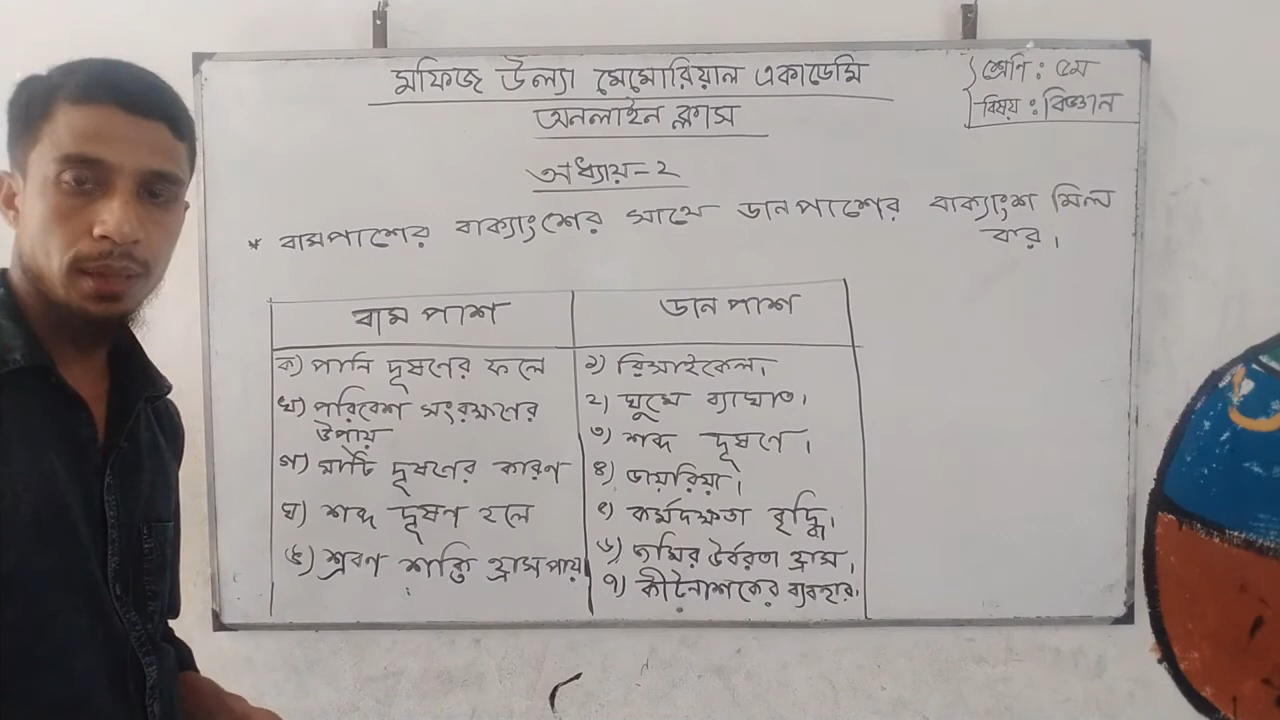 মফিজ উল্যা মেমোরিয়াল একাডেমি
শ্রেণি : ৫ম
বিষয় : বিজ্ঞান
অনলাইন ক্লাস
অধ্যায়-২
* বামপাশের বাক্যাংশের সাথে ডানপাশের বাক্যাংশ মিল
কর।
বাম পাশ
ক) পানি দূষণের ফলে
খ) পরিবেশ সংরক্ষণের
উপায়
গ) মাটি দূষণের কারণ
ঘ) শব্দ দূষণ হলে
ঙ) শ্রবণ শক্তি হ্রাস পায়
ডান পাশ
১) রিসাইকেল।
২) ঘুমে ব্যাঘাত।
৩) শব্দ দূষণে।
৪) ডায়রিয়া।
৫) কর্মদক্ষতা বৃদ্ধি।
৬) জমির উর্বরতা হ্রাস।
৭) কীটনাশকের ব্যবহার।